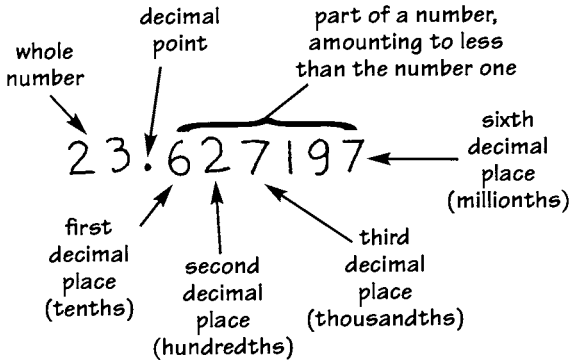 whole
number
decimal
point
part of a number,
amounting to less
than the number one
23.627197
sixth
decimal
place
(millionths)
first
decimal
place
(tenths)
second
decimal
place
(hundredths)
third
decimal
place
(thousandths)